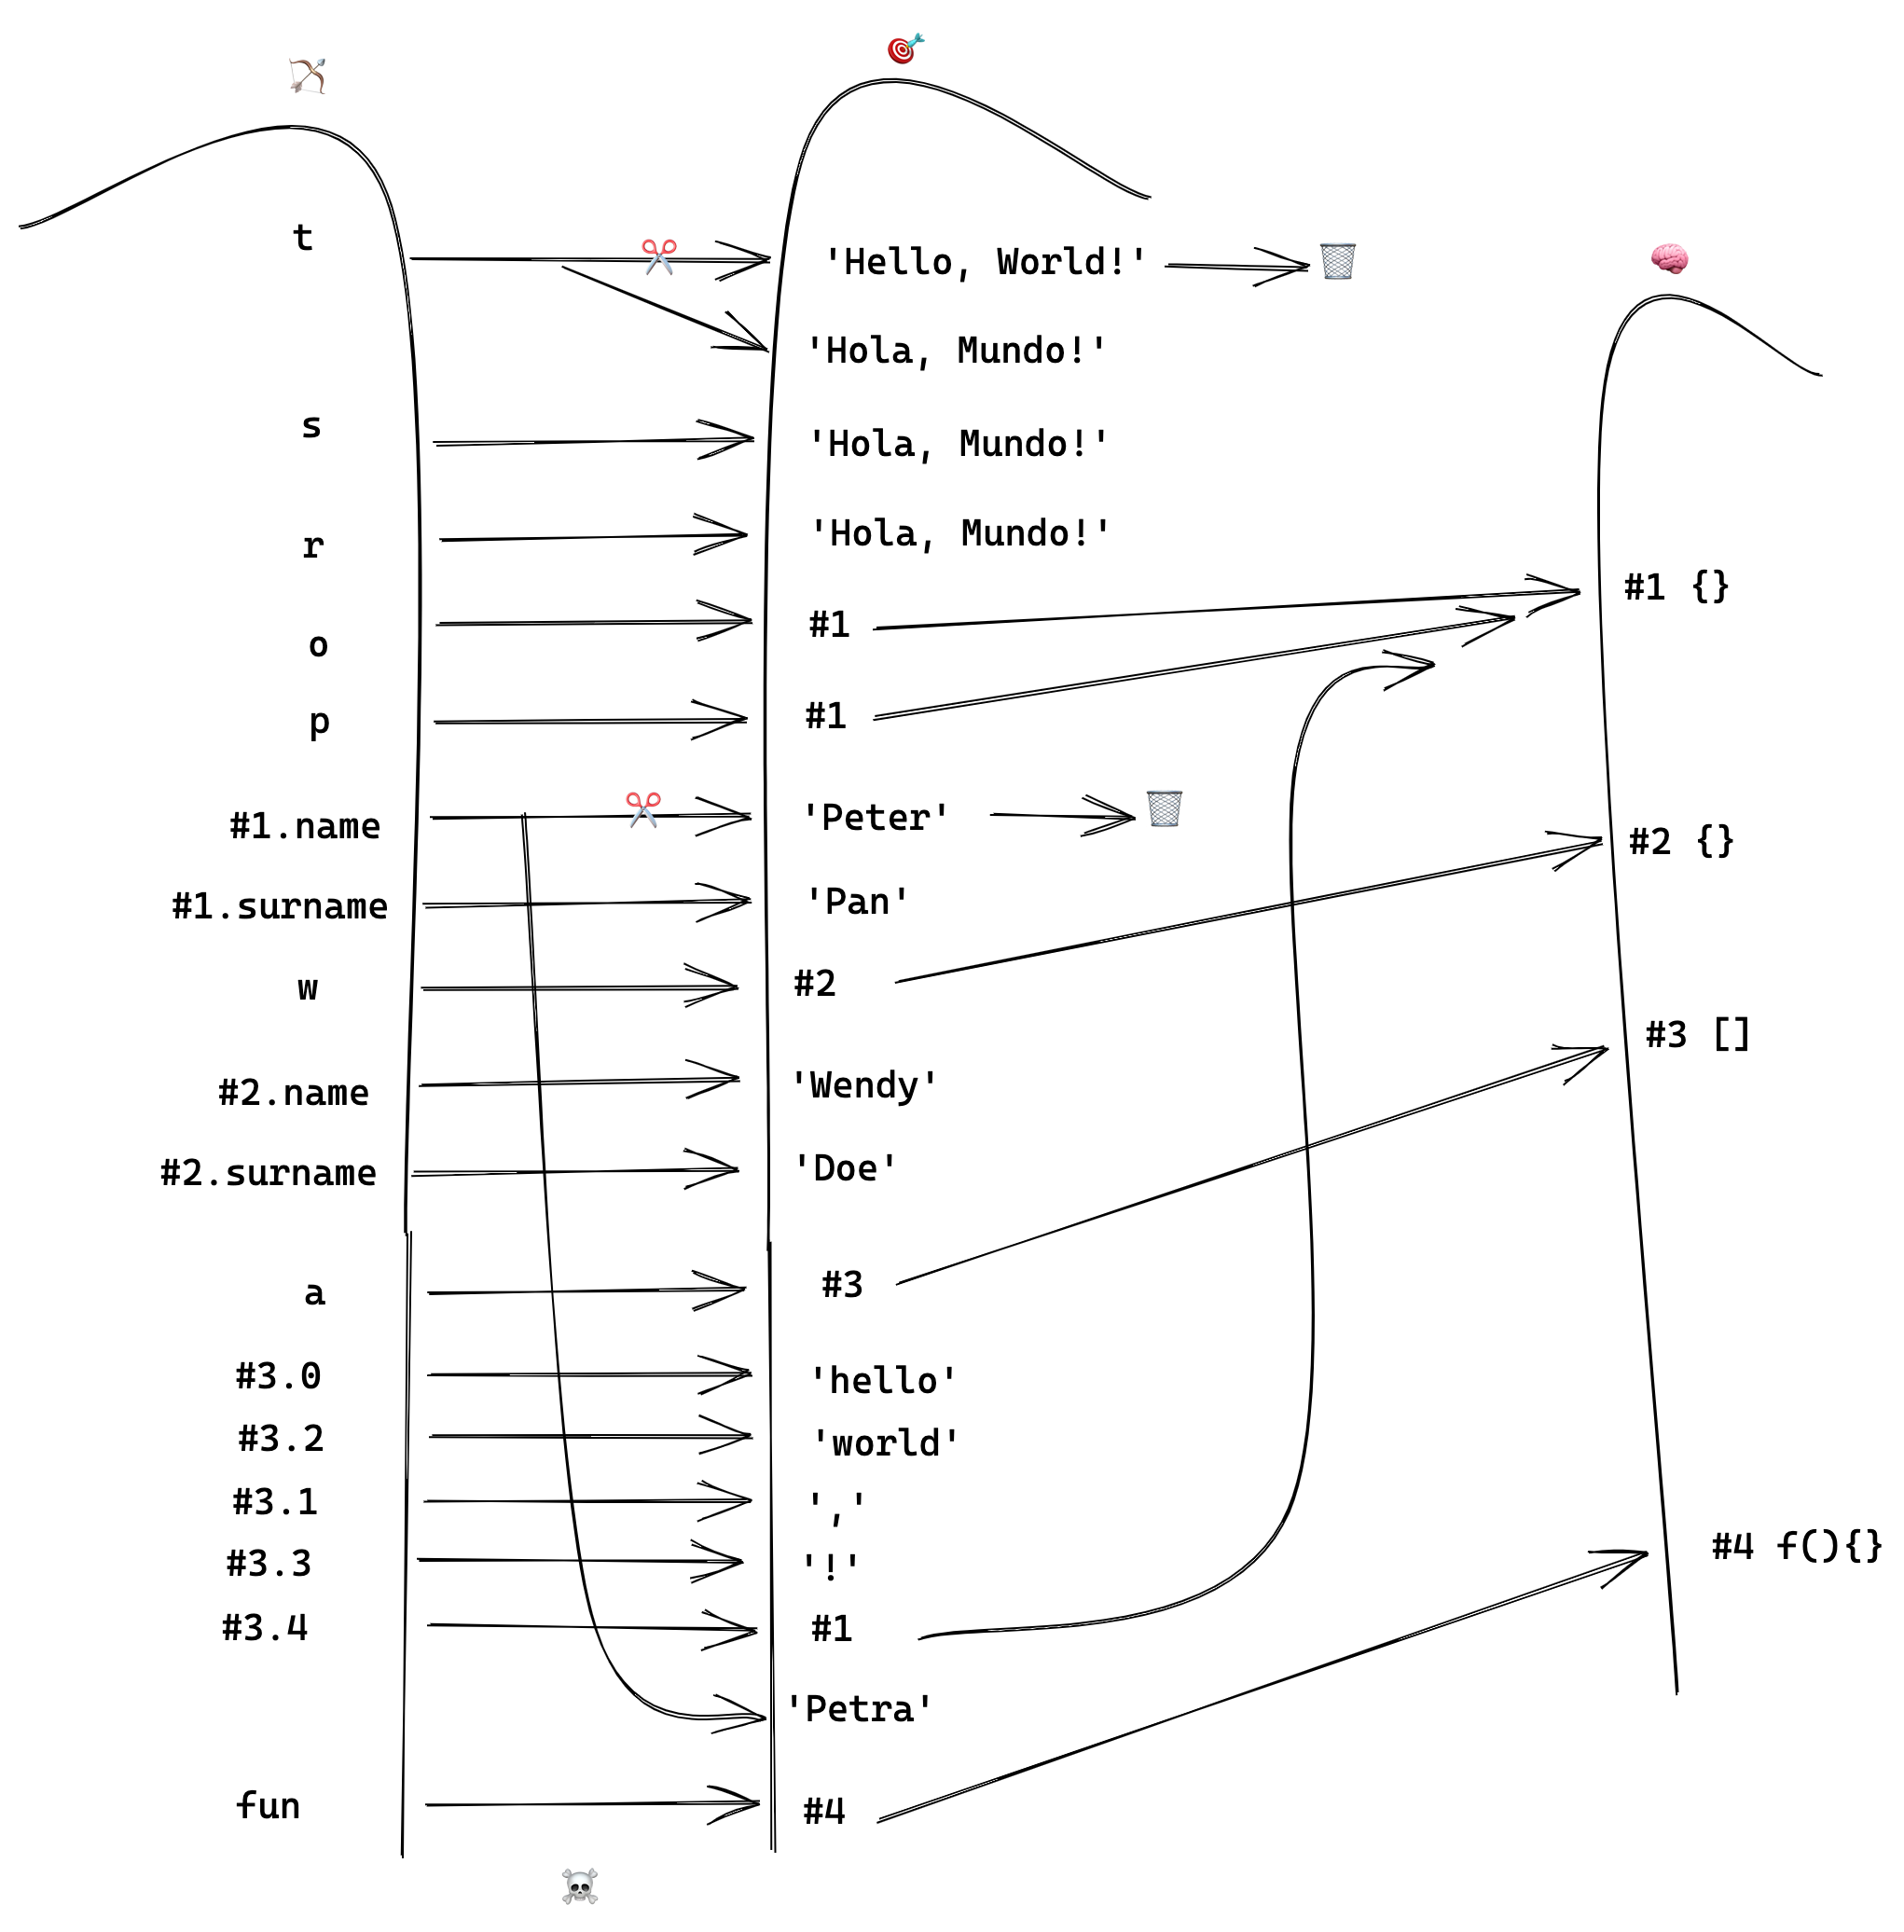 t
'Hello, World!'
'Hola, Mundo!'
s
'Hola, Mundo!'
r
'Hola, Mundo!'
#1 {}
o
#1
p
#1
#1.name
'Peter'
#2 {}
#1.surname
'Pan'
w
#2
#3 []
#2.name
'Wendy'
#2.surname
'Doe'
a
#3
#3.0
'hello'
#3.2
'world'
#3.1
','
#3.3
'!'
#4 f(){}
#3.4
#1
'Petra'
fun
#4